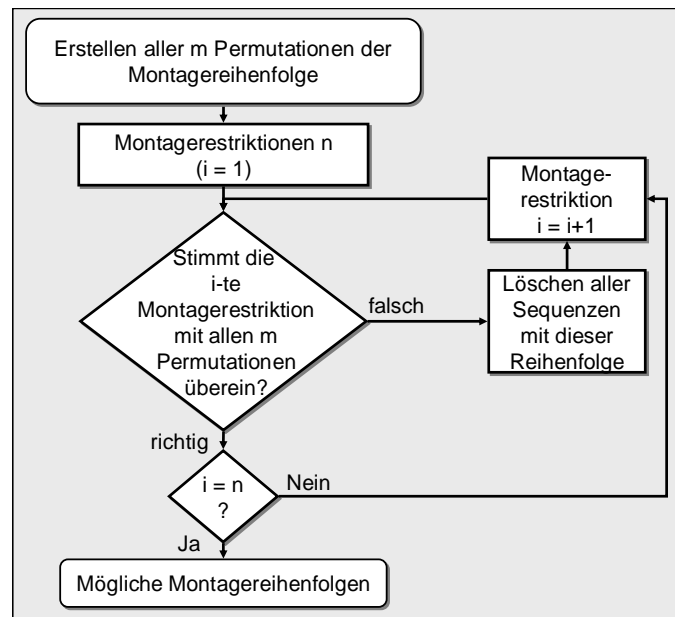 Erstellen aller m Permutationen der
Montagereihenfolge
Montagerestriktionen n
(i = 1)
Montage-
restriktion
i = i+1
Stimmt die
i-te
Montagerestriktion
mit allen m
Permutationen
überein?
falsch
Löschen aller
Sequenzen
mit dieser
Reihenfolge
richtig
i = n
?
Nein
Ja
Mögliche Montagereihenfolgen